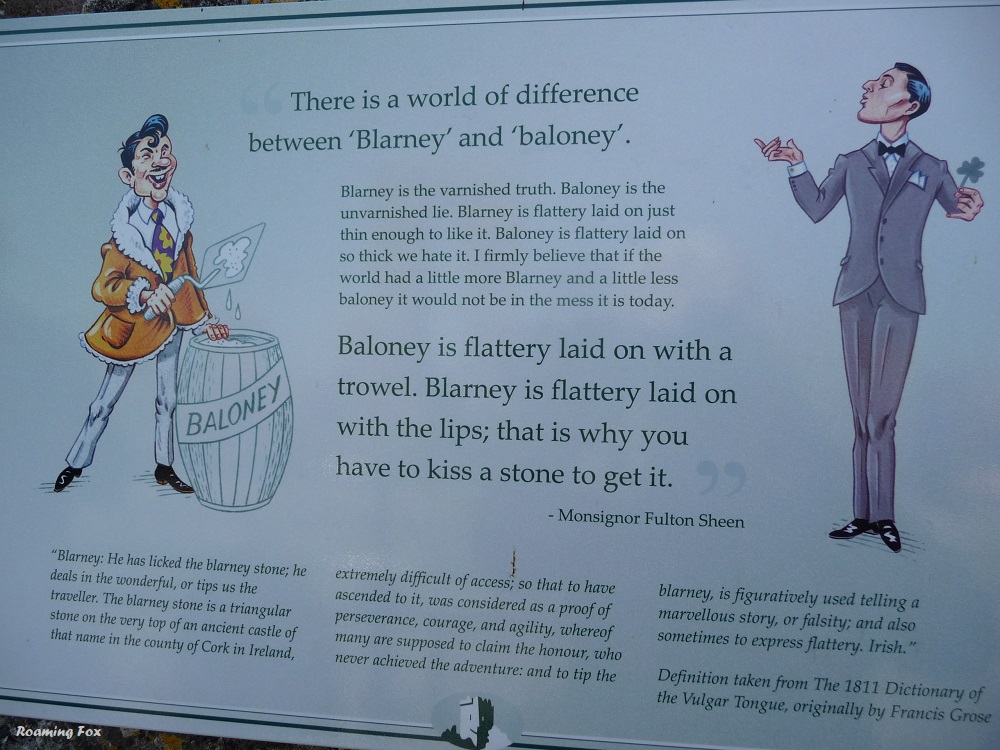 “There is a world of difference
between ‘Blarney’ and ‘baloney’.
Blarney is the varnished truth. Baloney is the
unvarnished lie. Blarney is flattery laid on just
thin enough to like it. Baloney is flattery laid on
so thick we hate it. I firmly believe that if the
world had a little more Blarney and a little less
baloney it would not be in the mess it is today.
Baloney is flattery laid on with a
trowel. Blarney is flattery laid on
with the lips; that is why you
have to kiss a stone to get it.”
- Monsignor Fulton Sheen
BALONEY
“Blarney: He has licked the blarney stone; he
deals in the wonderful, or tips us the
traveller. The blarney stone is a triangular
stone on the very top of an ancient castle of
that name in the county of Cork in Ireland,
extremely difficult of access; so that to have
ascended to it, was considered as a proof of
perseverance, courage, and agility, whereof
many are supposed to claim the honour, who
never achieved the adventure: and to tip the
blarney, is figuratively used telling a
marvellous story, or falsity; and also
sometimes to express flattery. Irish.”
Definition taken from The 1811 Dictionary of
the Vulgar Tongue, originally by Francis Grose
Roaming Fox